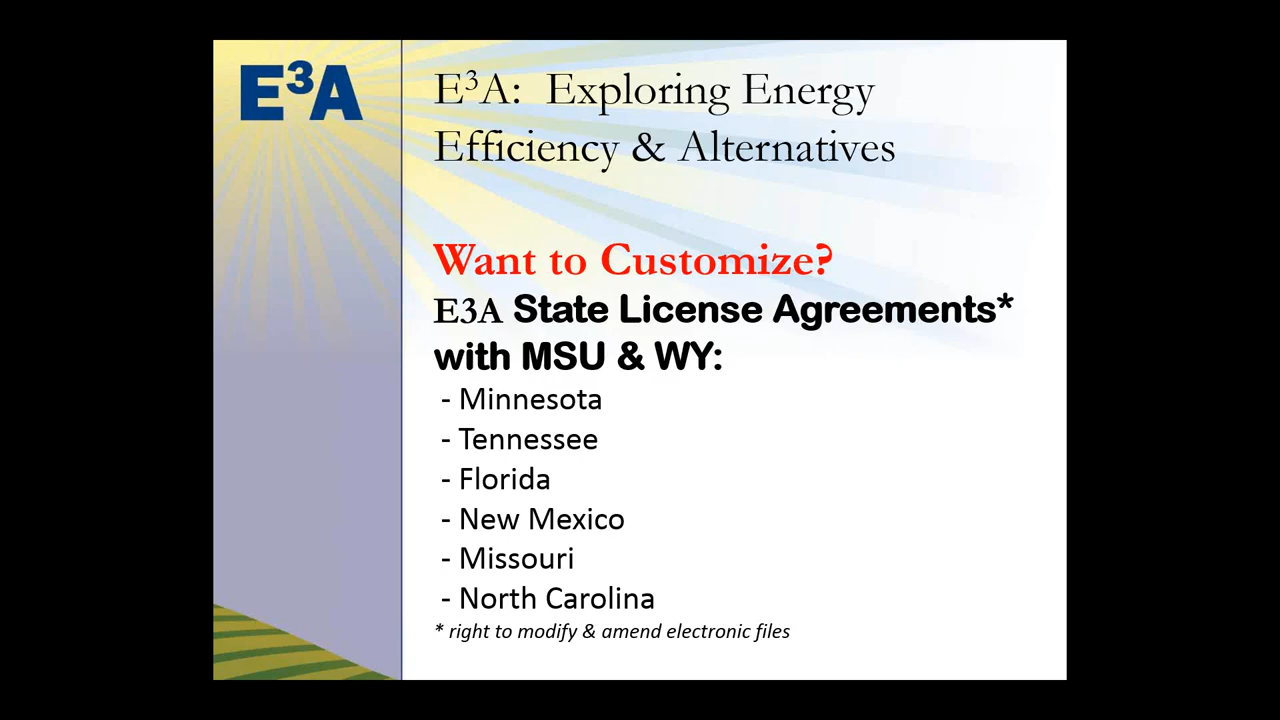 E³A
E³A: Exploring Energy
Efficiency & Alternatives
Want to Customize?
E3A State License Agreements*
with MSU & WY:
- Minnesota
- Tennessee
- Florida
- New Mexico
- Missouri
- North Carolina
* right to modify & amend electronic files